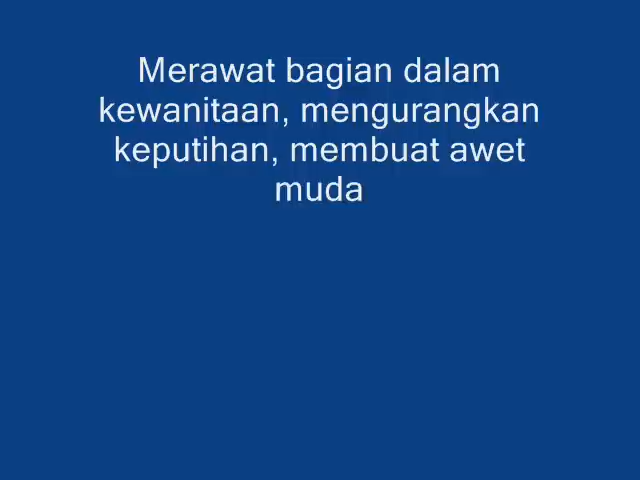 Merawat bagian dalam
kewanitaan, mengurangkan
keputihan, membuat awet
muda